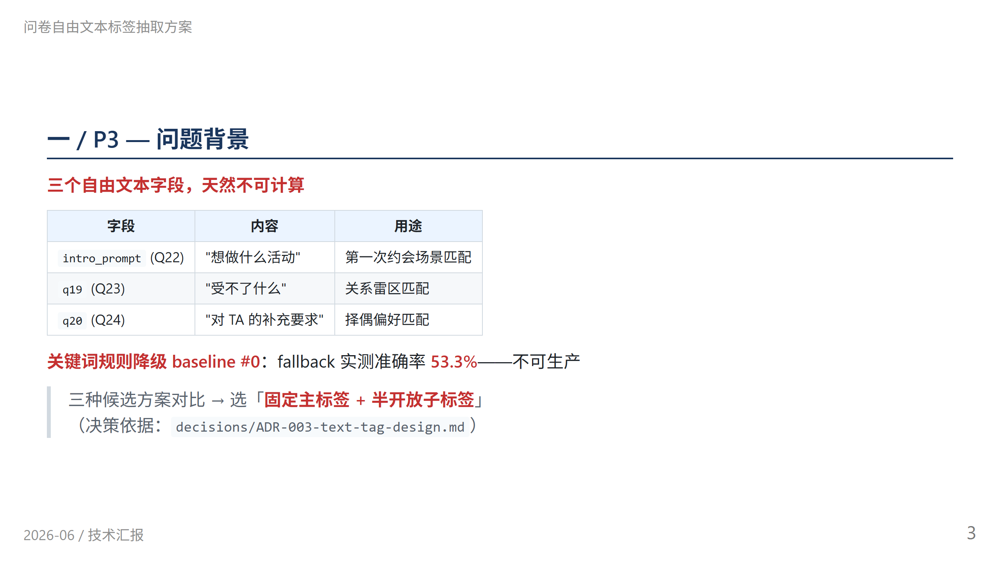 问卷自由文本标签抽取方案
一 / P3 — 问题背景
三个自由文本字段，天然不可计算
字段 内容 用途
intro_prompt (Q22) "想做什么活动" 第一次约会场景匹配
q19 (Q23) "受不了什么" 关系雷区匹配
q20 (Q24) "对 TA 的补充要求" 择偶偏好匹配
关键词规则降级 baseline #0：fallback 实测准确率 53.3%——不可生产
三种候选方案对比 → 选「固定主标签 + 半开放子标签」
（决策依据：decisions/ADR-003-text-tag-design.md）
2026-06 / 技术汇报
3